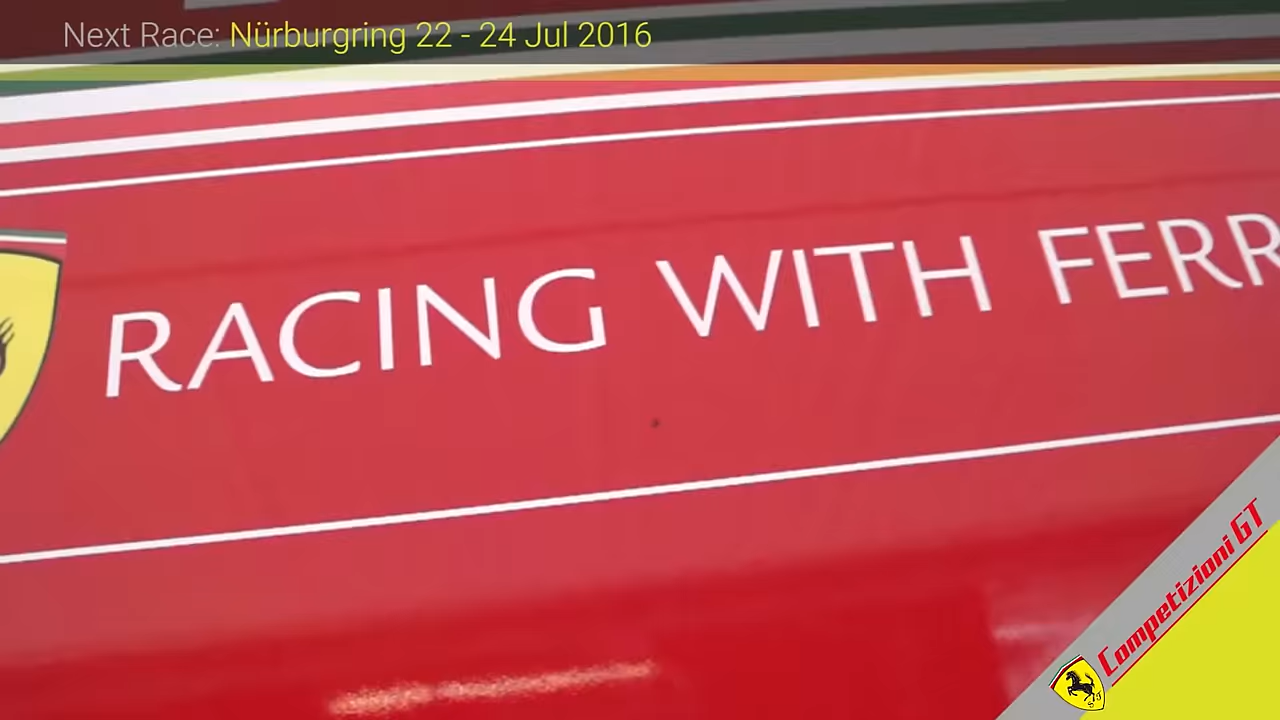 Next Race: Nürburgring 22 - 24 Jul 2016
RACING WITH FERR
Competizioni GT
S F